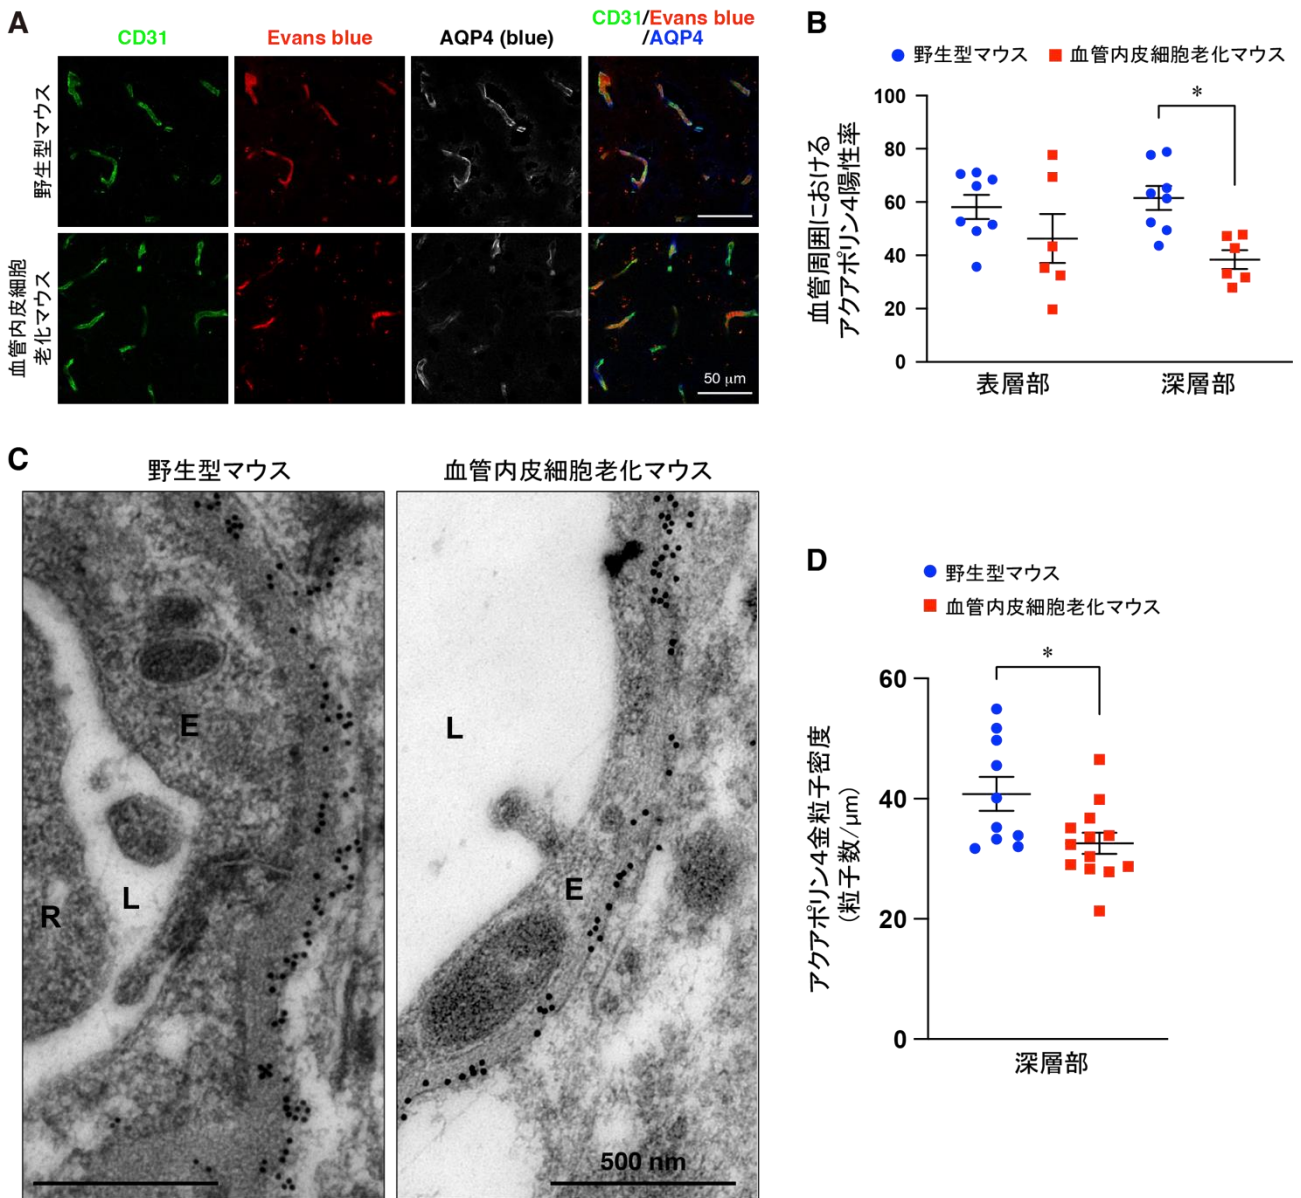 A
CD31
Evans blue
AQP4 (blue)
CD31/Evans blue
/AQP4
野生型マウス
血管内皮細胞
老化マウス
50 μm
B
野生型マウス
血管内皮細胞老化マウス
血管周囲における
アクアポリン4陽性率
100
80
60
40
20
0
*
表層部
深層部
C
野生型マウス
血管内皮細胞老化マウス
E
L
R
L
E
500 nm
D
野生型マウス
血管内皮細胞老化マウス
アクアポリン4金粒子密度
(粒子数/μm)
60
40
20
0
*
深層部